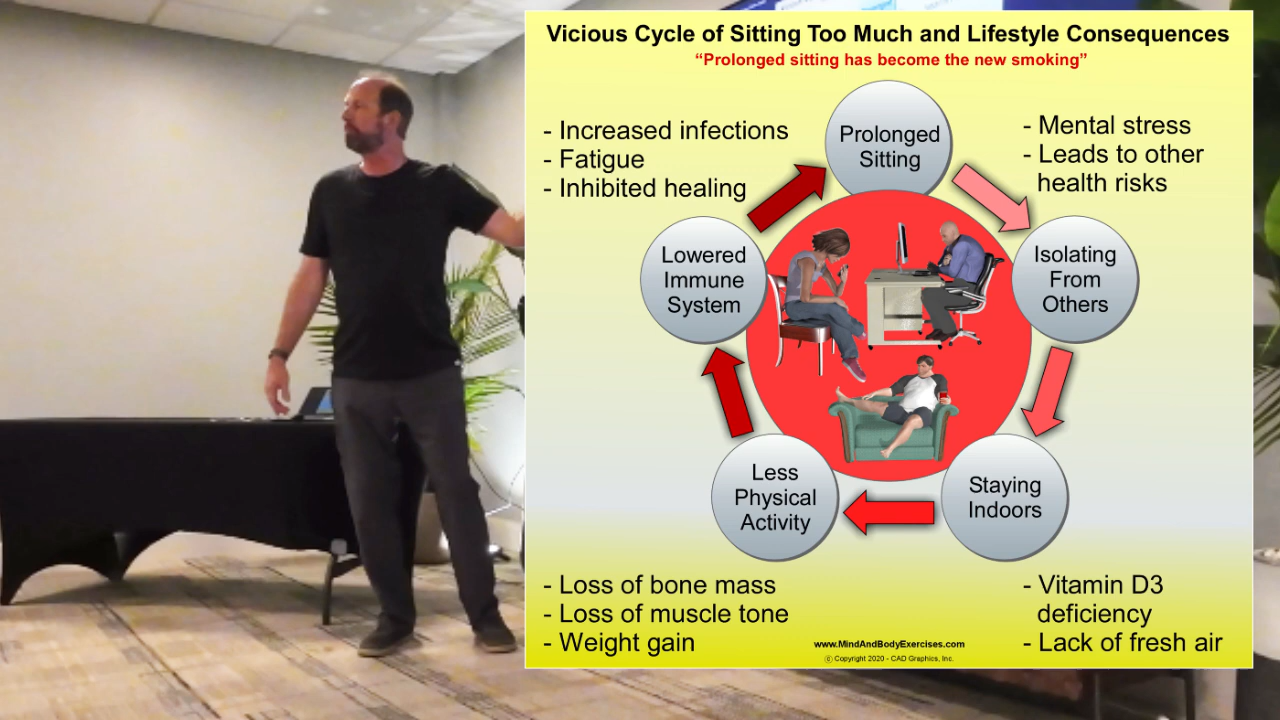 Vicious Cycle of Sitting Too Much and Lifestyle Consequences
“Prolonged sitting has become the new smoking”
- Increased infections
- Fatigue
- Inhibited healing
Prolonged
Sitting
- Mental stress
- Leads to other
health risks
Lowered
Immune
System
Isolating
From
Others
Less
Physical
Activity
Staying
Indoors
- Loss of bone mass
- Loss of muscle tone
- Weight gain
- Vitamin D3
deficiency
- Lack of fresh air
www.MindAndBodyExercises.com
© Copyright 2020 - CAD Graphics, Inc.